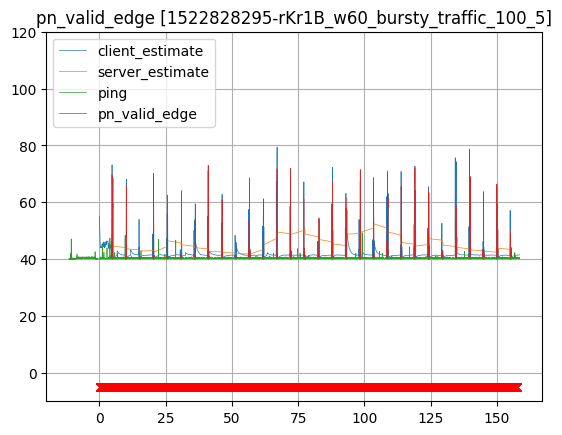 pn_valid_edge [1522828295-rKr1B_w60_bursty_traffic_100_5]
120
100
80
60
40
20
0
client_estimate
server_estimate
ping
pn_valid_edge
0
25
50
75
100
125
150